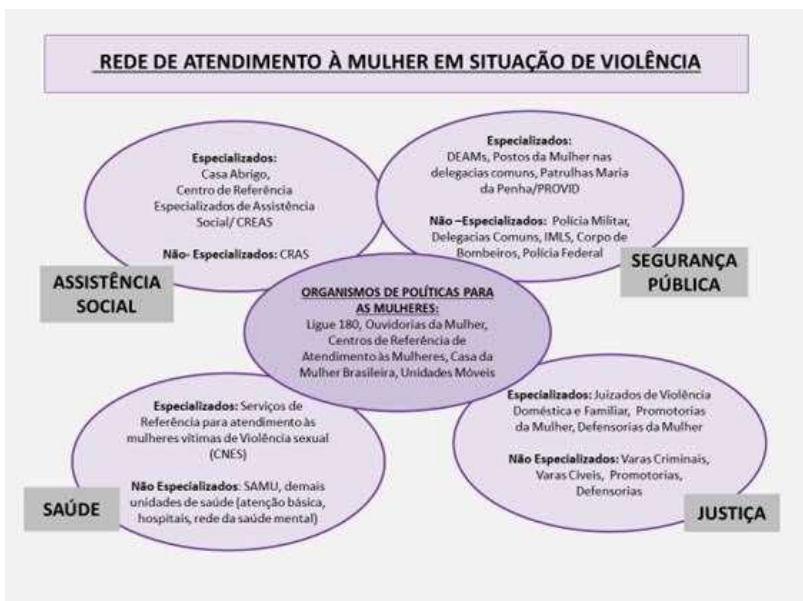 REDE DE ATENDIMENTO À MULHER EM SITUAÇÃO DE VIOLÊNCIA
Especializados:
Casa Abrigo,
Centro de Referência
Especializados de Assistência
Social/ CREAS
Não- Especializados: CRAS
ASSISTÊNCIA
SOCIAL
Especializados:
DEAMs, Postos da Mulher nas
delegacias comuns, Patrulhas Maria
da Penha/PROVID
Não –Especializados: Polícia Militar,
Delegacias Comuns, IMLS, Corpo de
Bombeiros, Polícia Federal
SEGURANÇA
PÚBLICA
ORGANISMOS DE POLÍTICAS PARA
AS MULHERES:
Ligue 180, Ouvidorias da Mulher,
Centros de Referência de
Atendimento às Mulheres, Casa da
Mulher Brasileira, Unidades Móveis
Especializados: Serviços de
Referência para atendimento às
mulheres vítimas de Violência sexual
(CNES)
Não Especializados: SAMU, demais
unidades de saúde (atenção básica,
hospitais, rede da saúde mental)
SAÚDE
Especializados: Juizados de Violência
Doméstica e Familiar, Promotorias
da Mulher, Defensorias da Mulher
Não Especializados: Varas Criminais,
Varas Cíveis, Promotorias,
Defensorias
JUSTIÇA